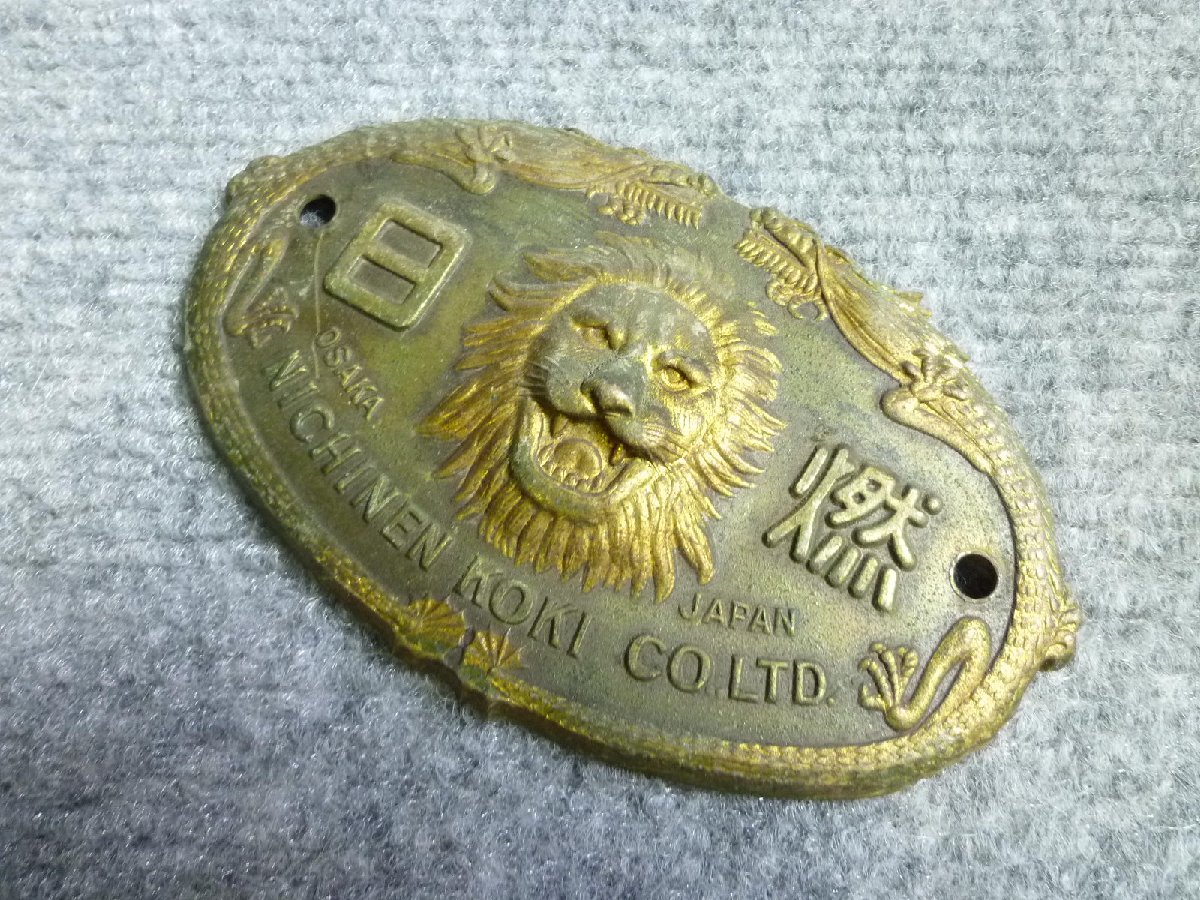 日 燃
OSAKA JAPAN
NICHINEN KOKI CO.LTD.